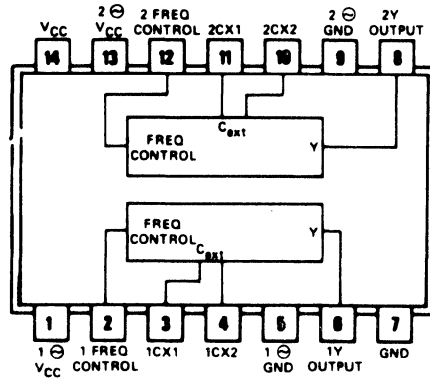 2 ⊖ 2 FREQ 2 ⊖ 2Y
VCC VCC CONTROL 2CX1 2CX2 GND OUTPUT
14 13 12 11 10 9 8
Cext
FREQ
CONTROL Y
FREQ
CONTROL Y
Cext
1 2 3 4 5 6 7
1 ⊖ 1 FREQ 1CX1 1CX2 1 ⊖ 1Y GND
VCC CONTROL GND OUTPUT